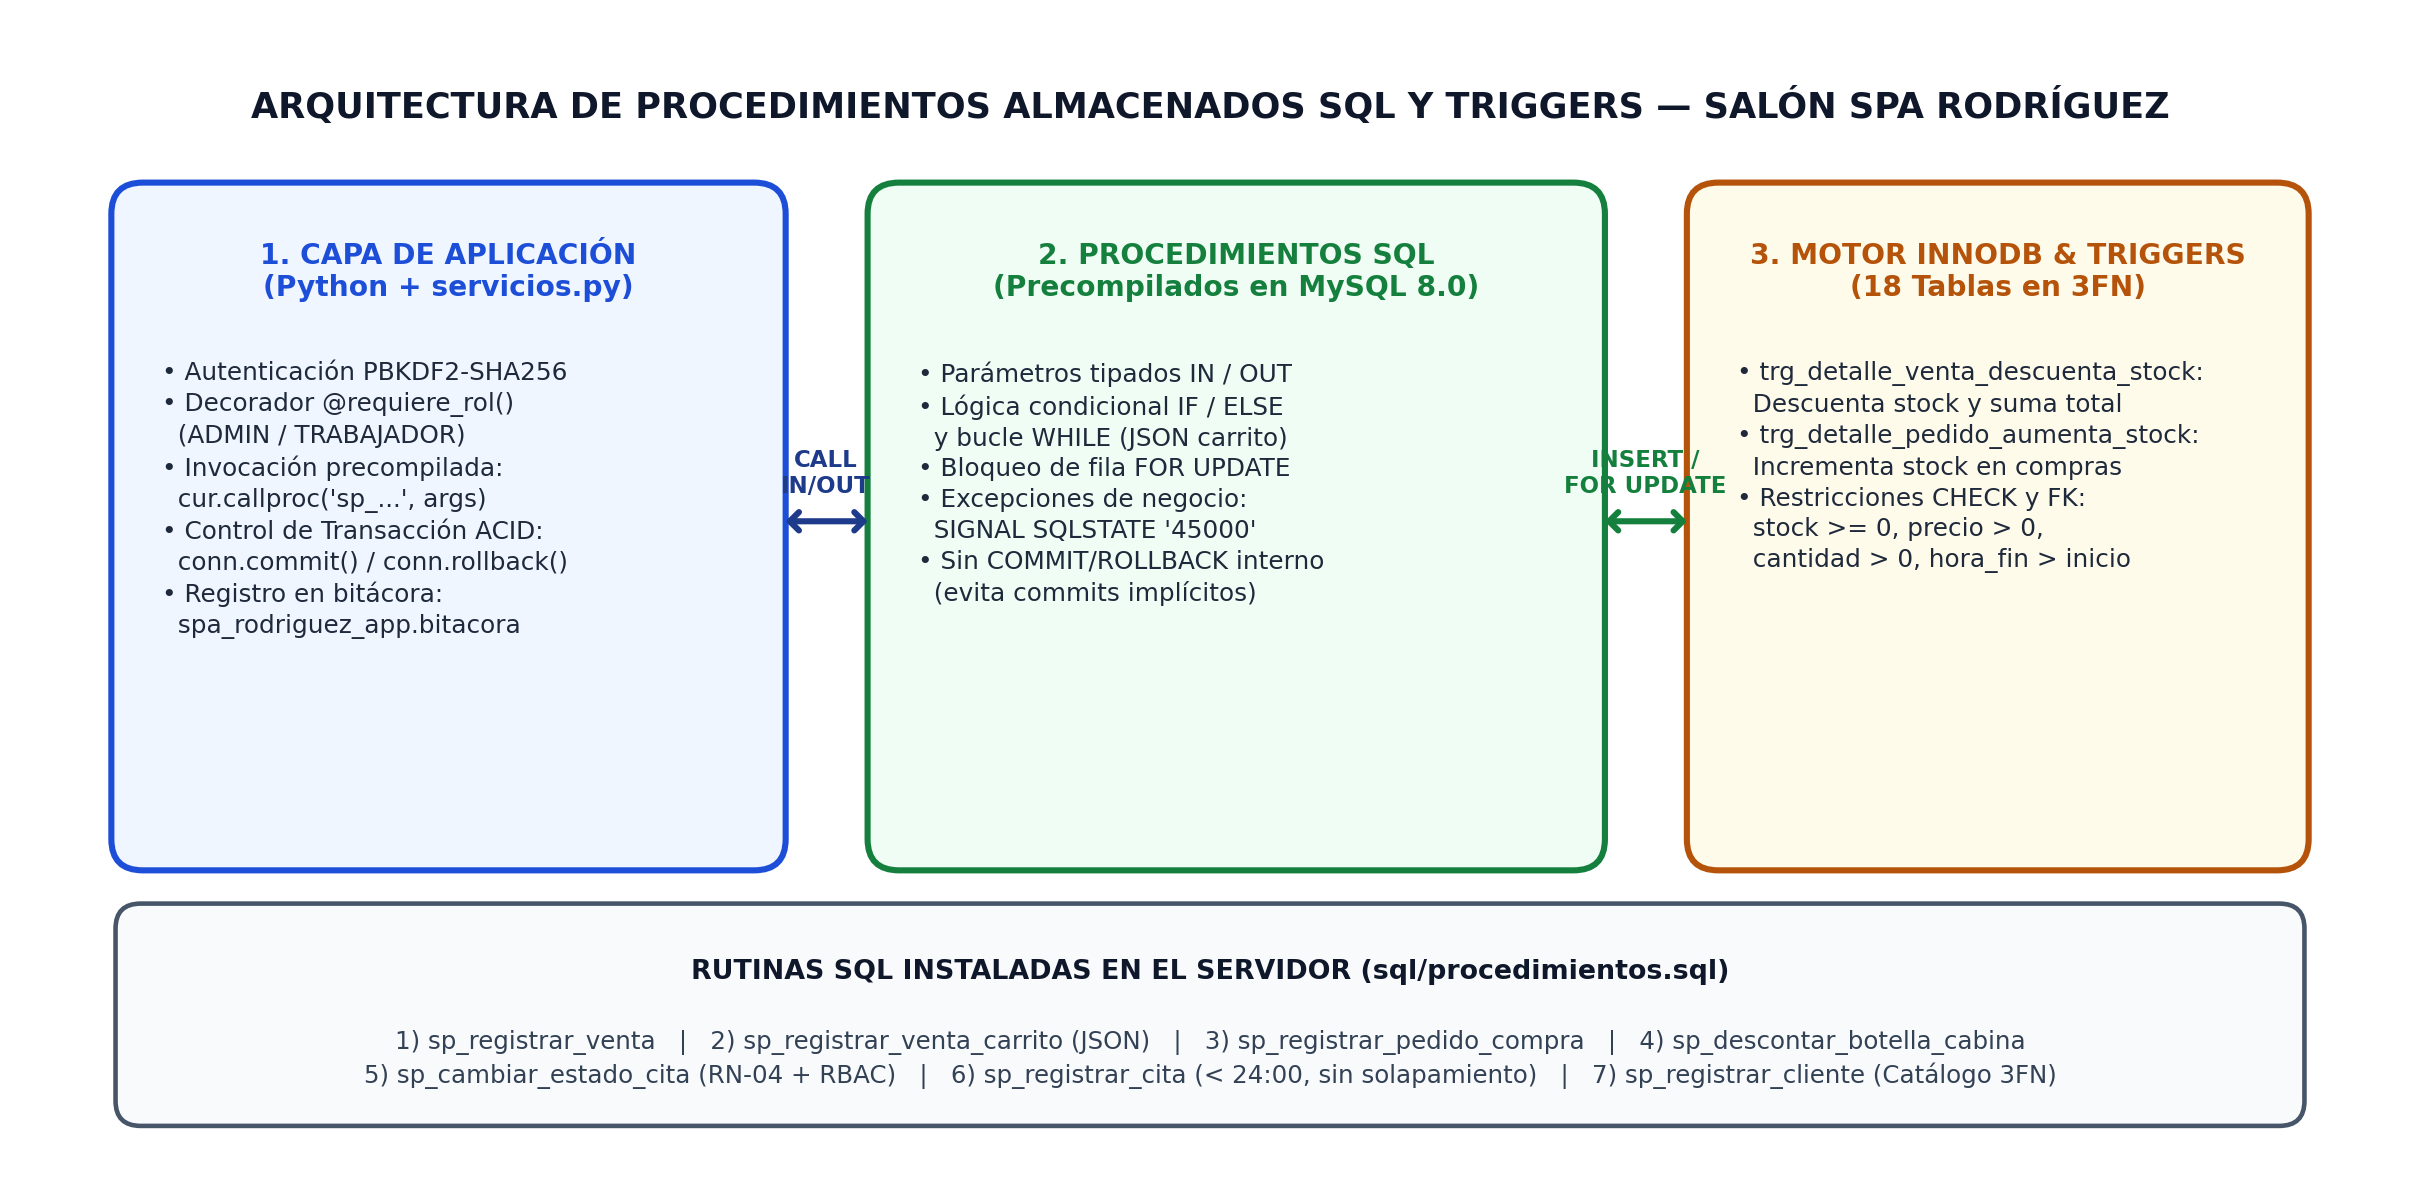 ARQUITECTURA DE PROCEDIMIENTOS ALMACENADOS SQL Y TRIGGERS — SALÓN SPA RODRÍGUEZ
1. CAPA DE APLICACIÓN
(Python + servicios.py)
• Autenticación PBKDF2-SHA256
• Decorador @requiere_rol()
(ADMIN / TRABAJADOR)
• Invocación precompilada:
cur.callproc('sp_...', args)
• Control de Transacción ACID:
conn.commit() / conn.rollback()
• Registro en bitácora:
spa_rodriguez_app.bitacora
CALL
IN/OUT
2. PROCEDIMIENTOS SQL
(Precompilados en MySQL 8.0)
• Parámetros tipados IN / OUT
• Lógica condicional IF / ELSE
y bucle WHILE (JSON carrito)
• Bloqueo de fila FOR UPDATE
• Excepciones de negocio:
SIGNAL SQLSTATE '45000'
• Sin COMMIT/ROLLBACK interno
(evita commits implícitos)
INSERT /
FOR UPDATE
3. MOTOR INNODB & TRIGGERS
(18 Tablas en 3FN)
• trg_detalle_venta_descuenta_stock:
Descuenta stock y suma total
• trg_detalle_pedido_aumenta_stock:
Incrementa stock en compras
• Restricciones CHECK y FK:
stock >= 0, precio > 0,
cantidad > 0, hora_fin > inicio
RUTINAS SQL INSTALADAS EN EL SERVIDOR (sql/procedimientos.sql)
1) sp_registrar_venta | 2) sp_registrar_venta_carrito (JSON) | 3) sp_registrar_pedido_compra | 4) sp_descontar_botella_cabina
5) sp_cambiar_estado_cita (RN-04 + RBAC) | 6) sp_registrar_cita (< 24:00, sin solapamiento) | 7) sp_registrar_cliente (Catálogo 3FN)